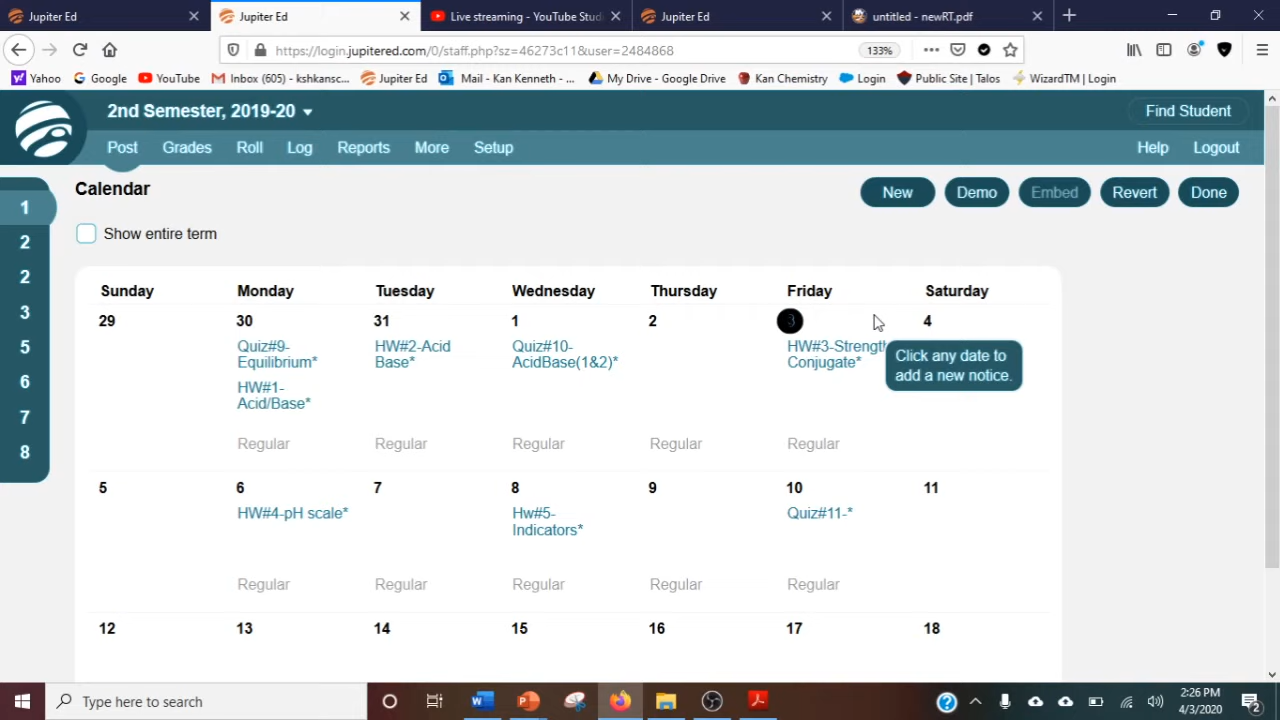 Jupiter Ed
Jupiter Ed
Live streaming - YouTube Stud
Jupiter Ed
untitled - newRT.pdf
https://login.jupitered.com/0/staff.php?sz=46273c11&user=2484868
133%
Yahoo
Google
YouTube
Inbox (605) - kshkansc...
Jupiter Ed
Mail - Kan Kenneth - ...
My Drive - Google Drive
Kan Chemistry
Login
Public Site | Talos
WizardTM | Login
2nd Semester, 2019-20
Find Student
Post Grades Roll Log Reports More Setup
Help Logout
Calendar
New Demo Embed Revert Done
1
2
2
3
5
6
7
8
Show entire term
Sunday Monday Tuesday Wednesday Thursday Friday Saturday
29 30 31 1 2 3 4
Quiz#9-
Equilibrium*
HW#1-
Acid/Base*
HW#2-Acid
Base*
Quiz#10-
AcidBase(1&2)*
HW#3-Strength
Conjugate*
Click any date to
add a new notice.
Regular Regular Regular Regular Regular
5 6 7 8 9 10 11
HW#4-pH scale*
Hw#5-
Indicators*
Quiz#11-*
Regular Regular Regular Regular Regular
12 13 14 15 16 17 18
Type here to search
2:26 PM
4/3/2020
2